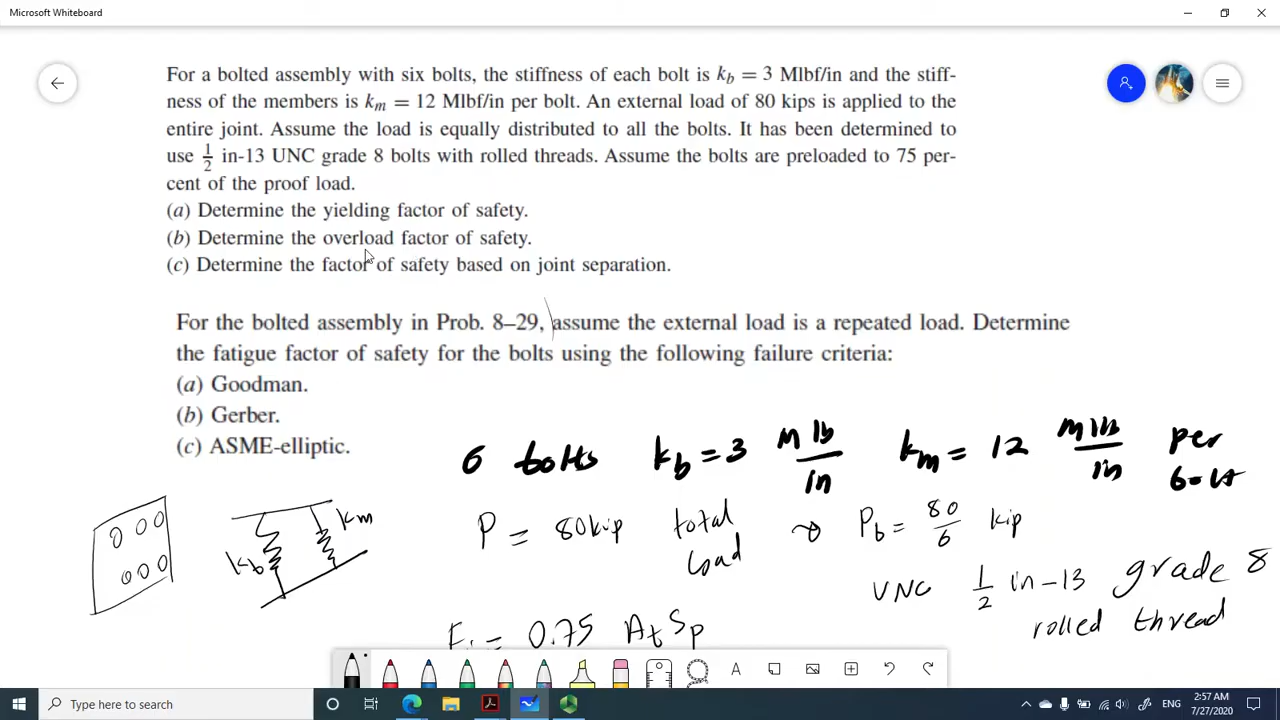 Microsoft Whiteboard
For a bolted assembly with six bolts, the stiffness of each bolt is k_b = 3 Mlbf/in and the stiff-
ness of the members is k_m = 12 Mlbf/in per bolt. An external load of 80 kips is applied to the
entire joint. Assume the load is equally distributed to all the bolts. It has been determined to
use 1/2 in-13 UNC grade 8 bolts with rolled threads. Assume the bolts are preloaded to 75 per-
cent of the proof load.
(a) Determine the yielding factor of safety.
(b) Determine the overload factor of safety.
(c) Determine the factor of safety based on joint separation.
For the bolted assembly in Prob. 8–29, assume the external load is a repeated load. Determine
the fatigue factor of safety for the bolts using the following failure criteria:
(a) Goodman.
(b) Gerber.
(c) ASME-elliptic.
6 bolts k_b = 3 Mlb/in k_m = 12 Mlb/in per bolt
k_b k_m
P = 80 kip total load → P_b = 80/6 kip
UNC 1/2 in-13 grade 8
rolled thread
F_i = 0.75 A_t S_p
A
Type here to search
ENG
2:57 AM
7/27/2020